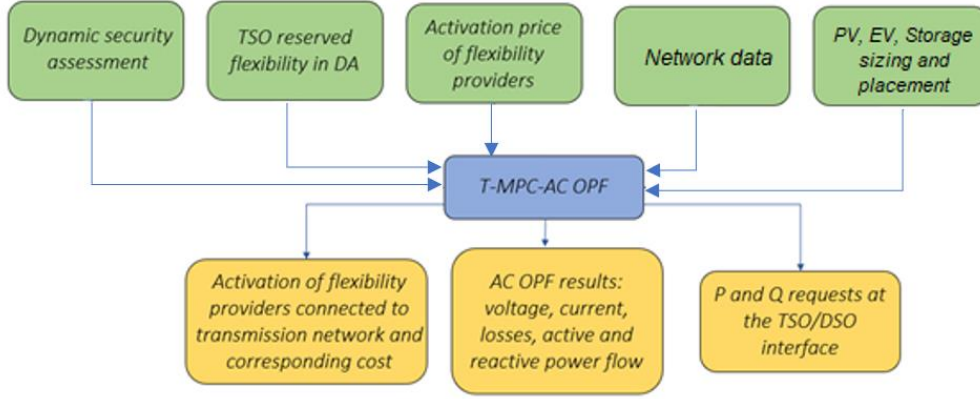 Dynamic security
assessment
TSO reserved
flexibility in DA
Activation price
of flexibility
providers
Network data
PV, EV, Storage
sizing and
placement
T-MPC-AC OPF
Activation of flexibility
providers connected to
transmission network and
corresponding cost
AC OPF results:
voltage, current,
losses, active and
reactive power flow
P and Q requests at
the TSO/DSO
interface